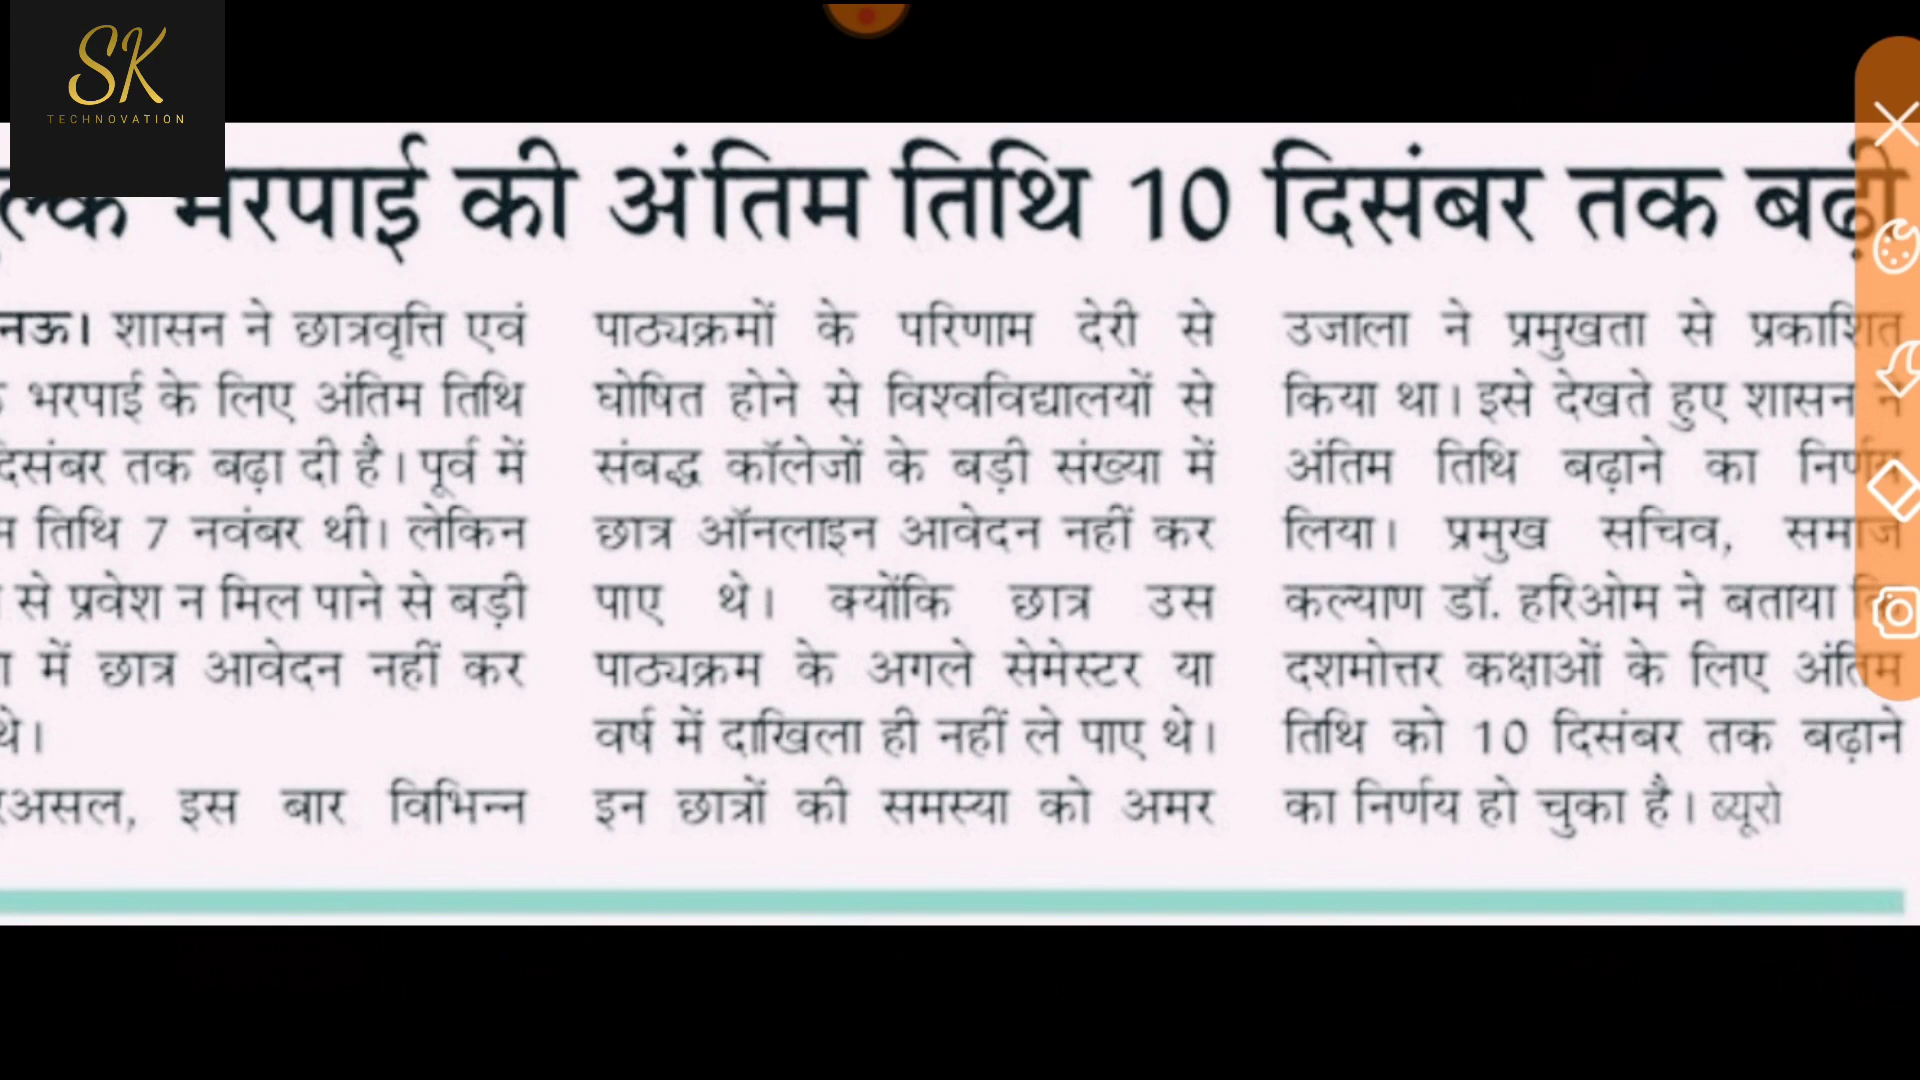 SK
TECHNOVATION
भरपाई की अंतिम तिथि 10 दिसंबर तक बढ़ी
शासन ने छात्रवृत्ति एवं
भरपाई के लिए अंतिम तिथि
तक बढ़ा दी है। पूर्व में
तिथि 7 नवंबर थी। लेकिन
से प्रवेश न मिल पाने से बड़ी
में छात्र आवेदन नहीं कर
थे।
इस बार विभिन्न
पाठ्यक्रमों के परिणाम देरी से
घोषित होने से विश्वविद्यालयों से
संबद्ध कॉलेजों के बड़ी संख्या में
छात्र ऑनलाइन आवेदन नहीं कर
पाए थे। क्योंकि छात्र उस
पाठ्यक्रम के अगले सेमेस्टर या
वर्ष में दाखिला ही नहीं ले पाए थे।
इन छात्रों की समस्या को अमर
उजाला ने प्रमुखता से प्रकाशित
किया था। इसे देखते हुए शासन ने
अंतिम तिथि बढ़ाने का निर्णय
लिया। प्रमुख सचिव, समाज
कल्याण डॉ. हरिओम ने बताया कि
दशमोत्तर कक्षाओं के लिए अंतिम
तिथि को 10 दिसंबर तक बढ़ाने
का निर्णय हो चुका है। ब्यूरो